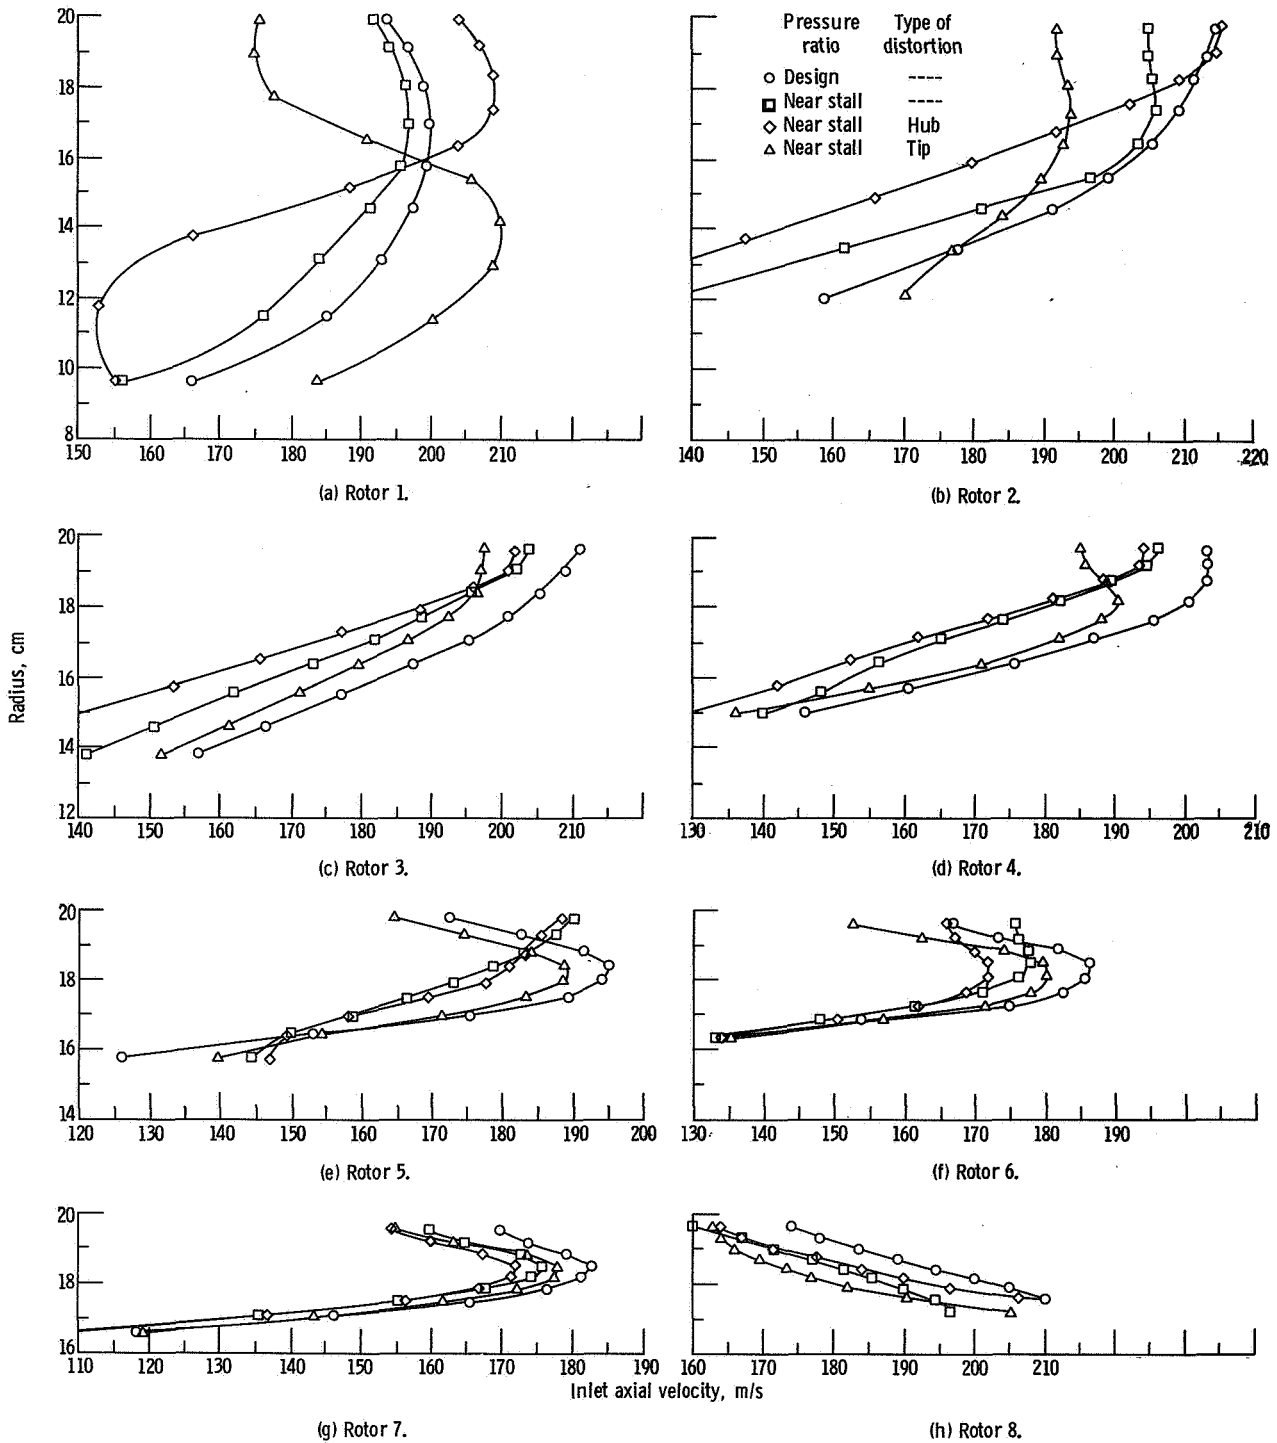 20
18
16
14
12
10
8
150 160 170 180 190 200 210
(a) Rotor 1.
Pressure ratio Type of distortion
Design ----
Near stall ----
Near stall Hub
Near stall Tip
140 150 160 170 180 190 200 210 220
(b) Rotor 2.
Radius, cm
20
18
16
14
12
140 150 160 170 180 190 200 210
(c) Rotor 3.
130 140 150 160 170 180 190 200 210
(d) Rotor 4.
20
18
16
14
120 130 140 150 160 170 180 190 200
(e) Rotor 5.
130 140 150 160 170 180 190
(f) Rotor 6.
20
18
16
110 120 130 140 150 160 170 180 190
(g) Rotor 7.
160 170 180 190 200 210
Inlet axial velocity, m/s
(h) Rotor 8.